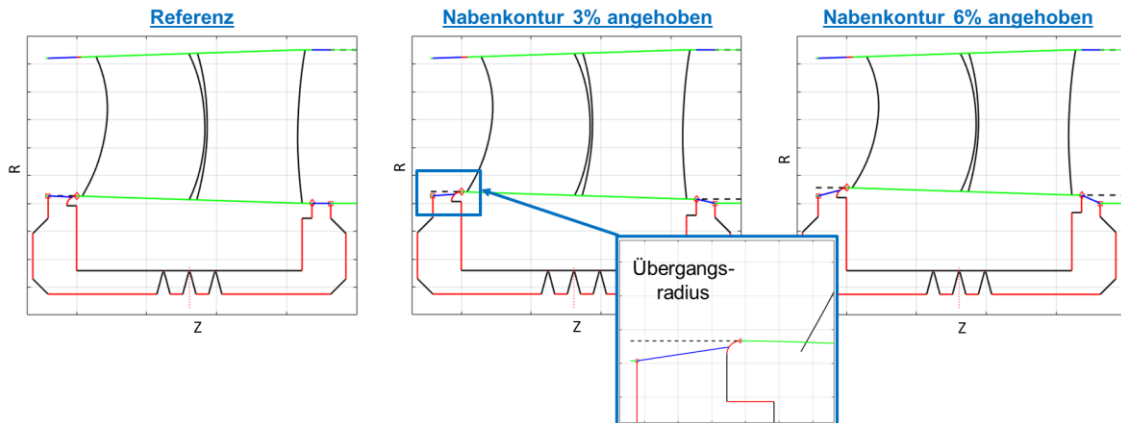 Referenz
Nabenkontur 3% angehoben
Nabenkontur 6% angehoben
R
R
R
Übergangs-
radius
Z
Z
Z